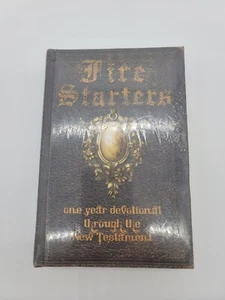 Fire
Starters
one year devotional
through the
New Testament